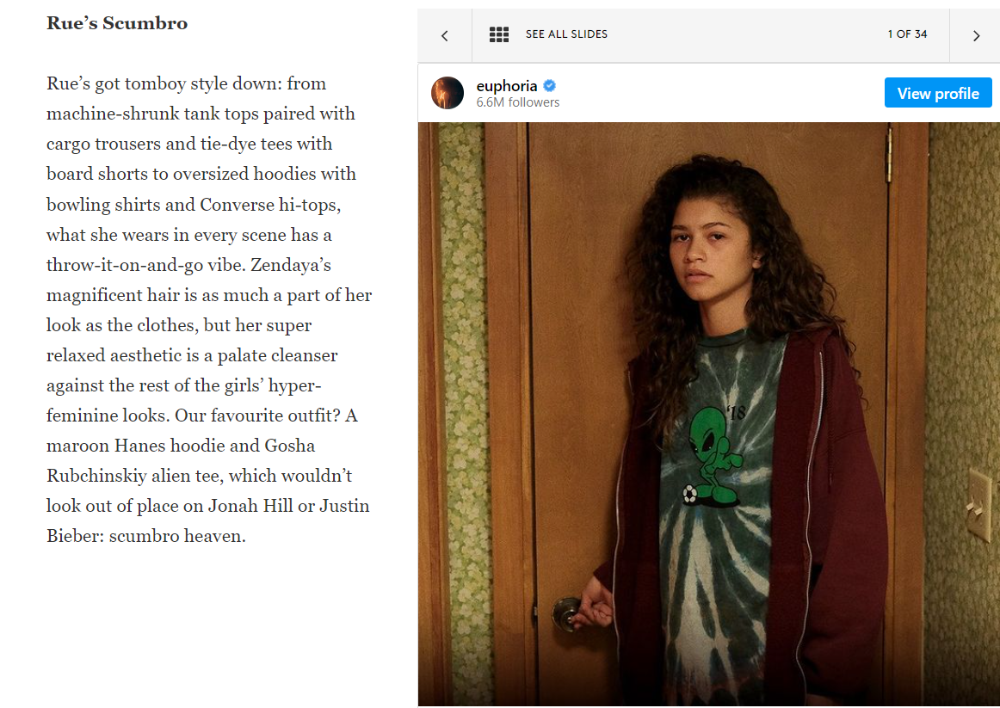 Rue’s Scumbro
Rue’s got tomboy style down: from
machine-shrunk tank tops paired with
cargo trousers and tie-dye tees with
board shorts to oversized hoodies with
bowling shirts and Converse hi-tops,
what she wears in every scene has a
throw-it-on-and-go vibe. Zendaya’s
magnificent hair is as much a part of her
look as the clothes, but her super
relaxed aesthetic is a palate cleanser
against the rest of the girls’ hyper-
feminine looks. Our favourite outfit? A
maroon Hanes hoodie and Gosha
Rubchinskiy alien tee, which wouldn’t
look out of place on Jonah Hill or Justin
Bieber: scumbro heaven.
SEE ALL SLIDES
1 OF 34
euphoria
6.6M followers
View profile
’18